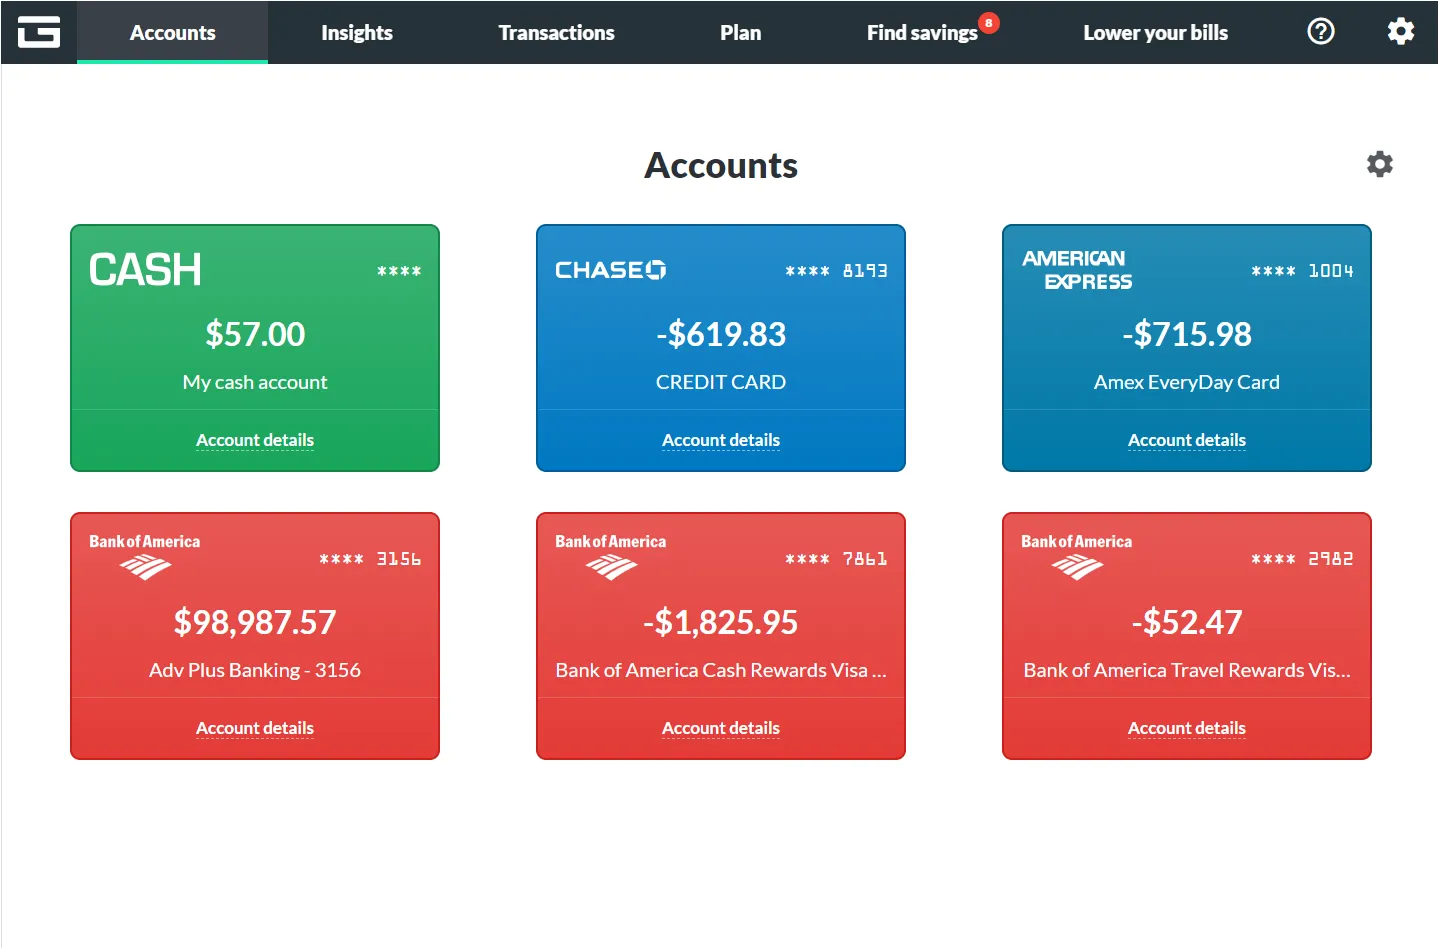 Accounts
Insights
Transactions
Plan
Find savings
8
Lower your bills
Accounts
CASH
****
$57.00
My cash account
Account details
CHASE
**** 8193
-$619.83
CREDIT CARD
Account details
AMERICAN
EXPRESS
**** 1004
-$715.98
Amex EveryDay Card
Account details
Bank of America
**** 3156
$98,987.57
Adv Plus Banking - 3156
Account details
Bank of America
**** 7861
-$1,825.95
Bank of America Cash Rewards Visa ...
Account details
Bank of America
**** 2982
-$52.47
Bank of America Travel Rewards Vis...
Account details